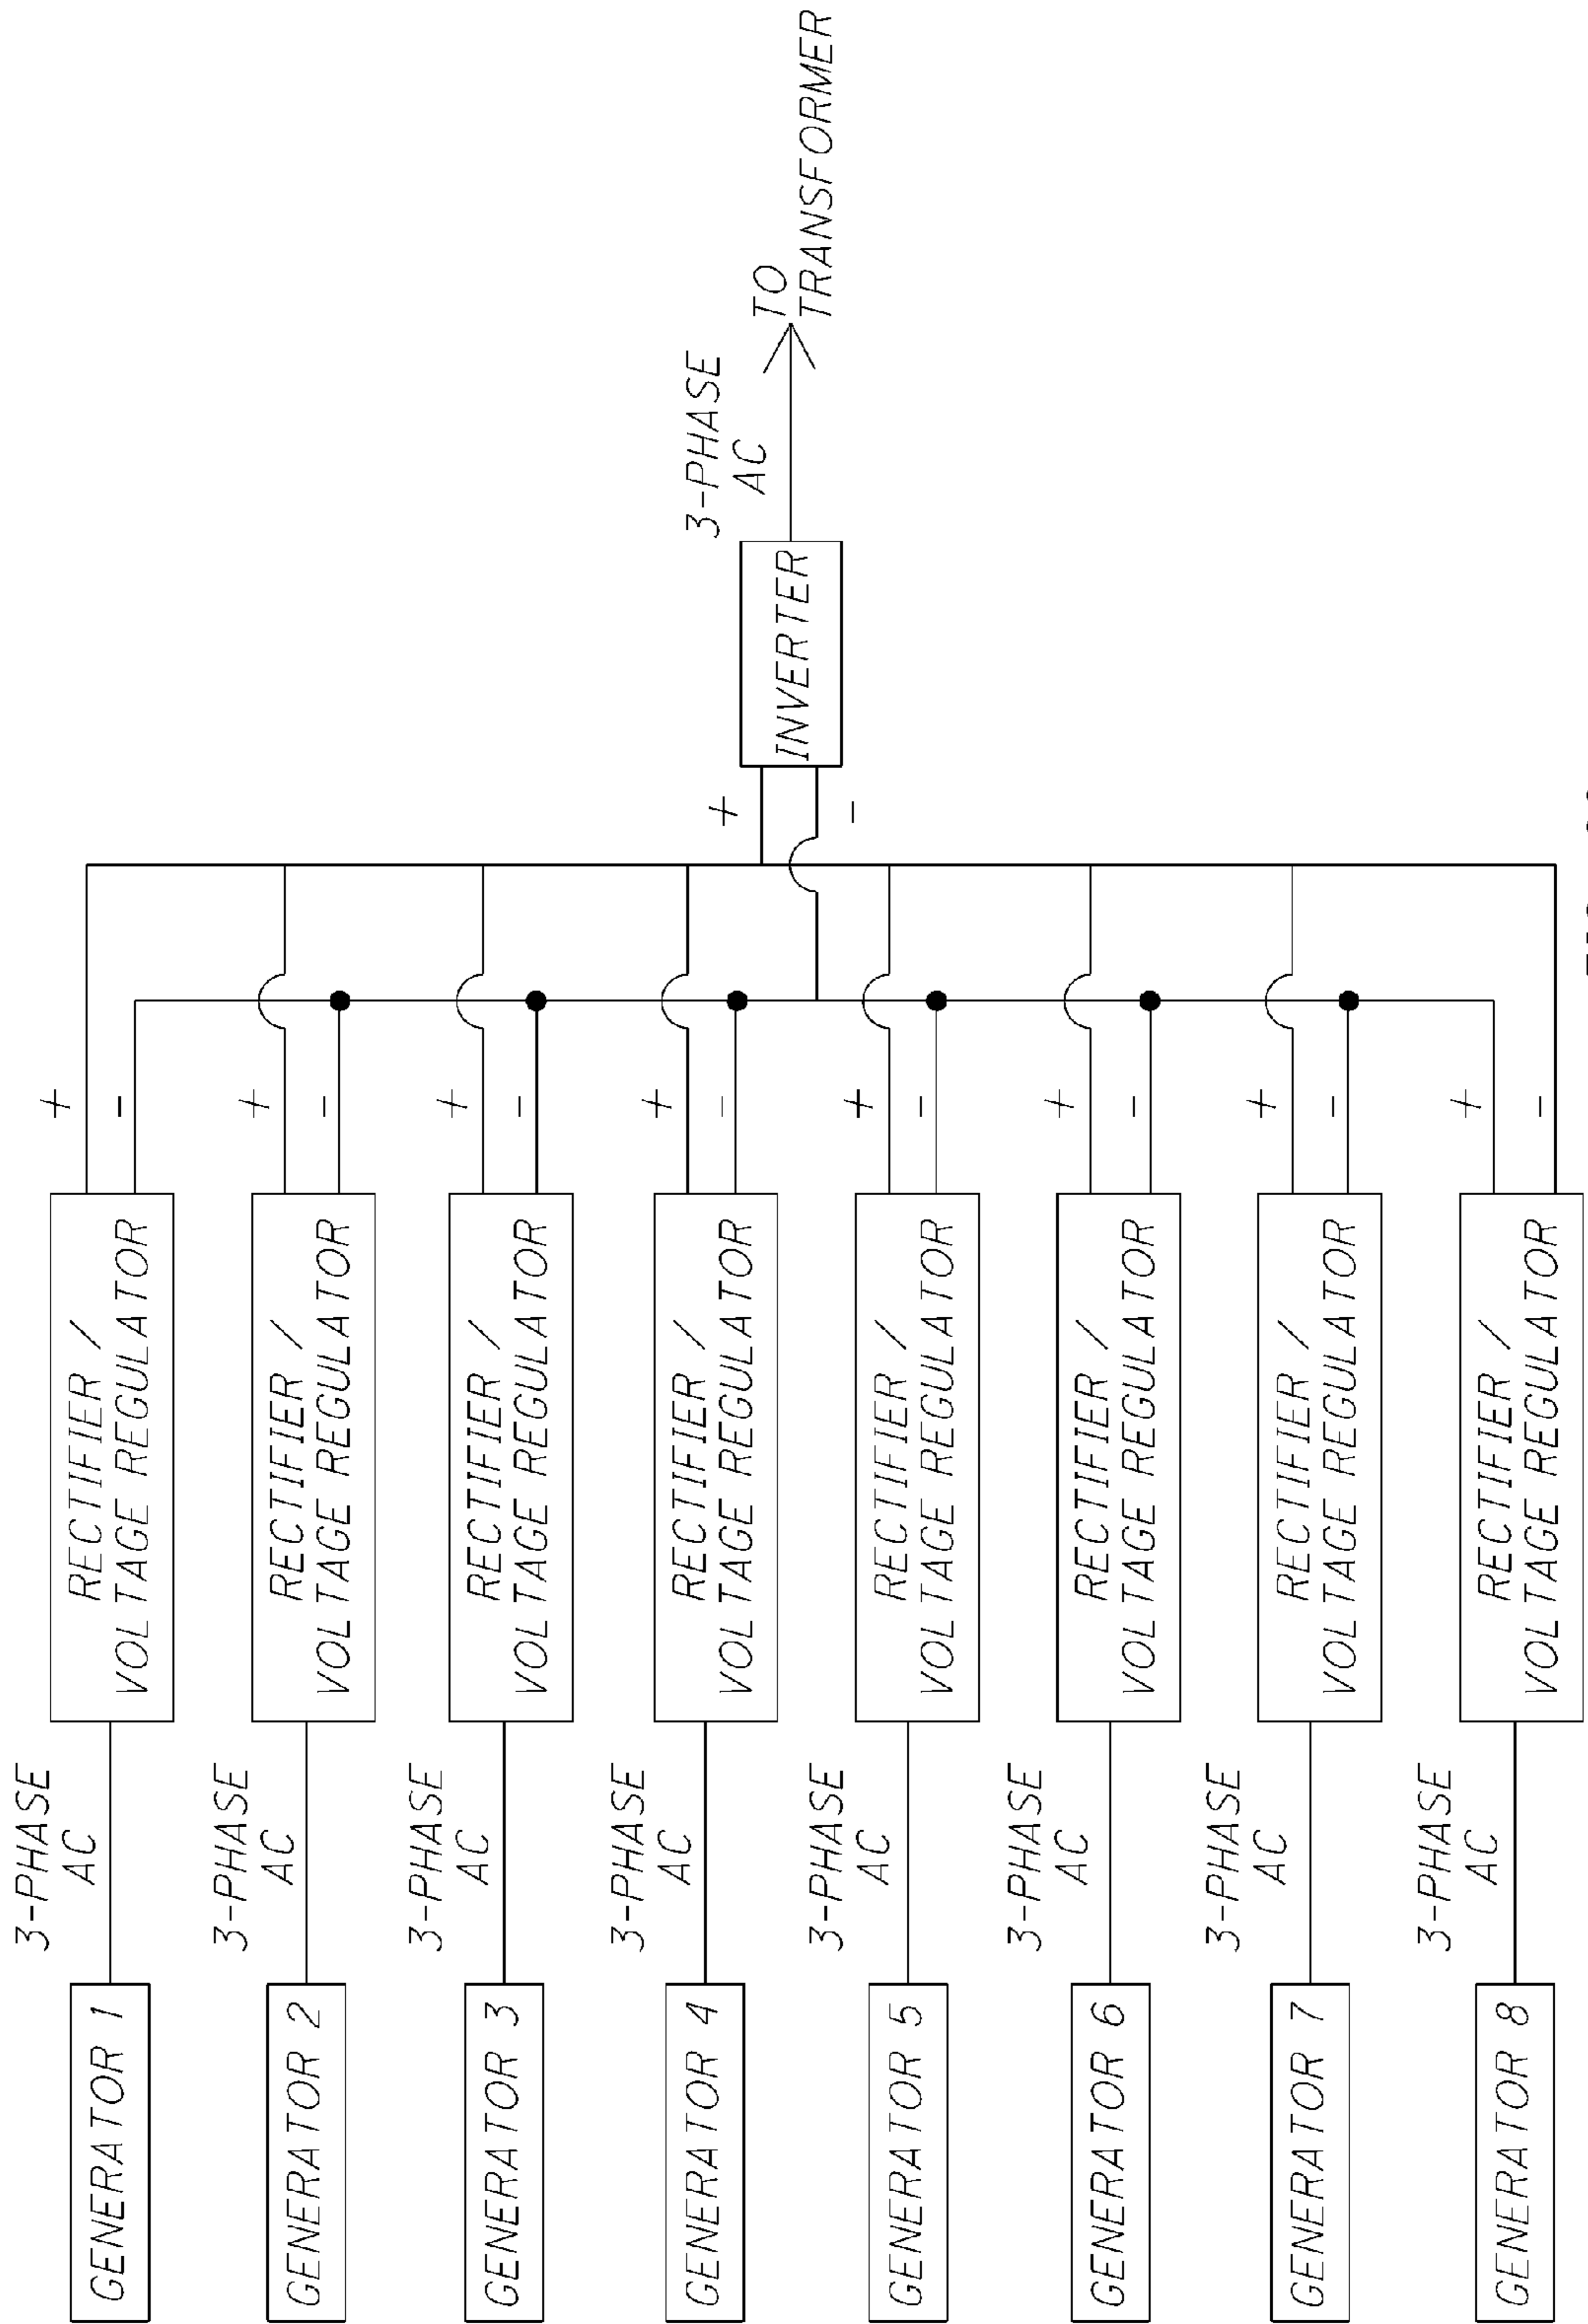 GENERATOR 1
3-PHASE
AC
RECTIFIER /
VOLTAGE REGULATOR
+
-
GENERATOR 2
3-PHASE
AC
RECTIFIER /
VOLTAGE REGULATOR
+
-
GENERATOR 3
3-PHASE
AC
RECTIFIER /
VOLTAGE REGULATOR
+
-
GENERATOR 4
3-PHASE
AC
RECTIFIER /
VOLTAGE REGULATOR
+
-
GENERATOR 5
3-PHASE
AC
RECTIFIER /
VOLTAGE REGULATOR
+
-
GENERATOR 6
3-PHASE
AC
RECTIFIER /
VOLTAGE REGULATOR
+
-
GENERATOR 7
3-PHASE
AC
RECTIFIER /
VOLTAGE REGULATOR
+
-
GENERATOR 8
3-PHASE
AC
RECTIFIER /
VOLTAGE REGULATOR
+
-
+
-
INVERTER
3-PHASE
AC
TO
TRANSFORMER